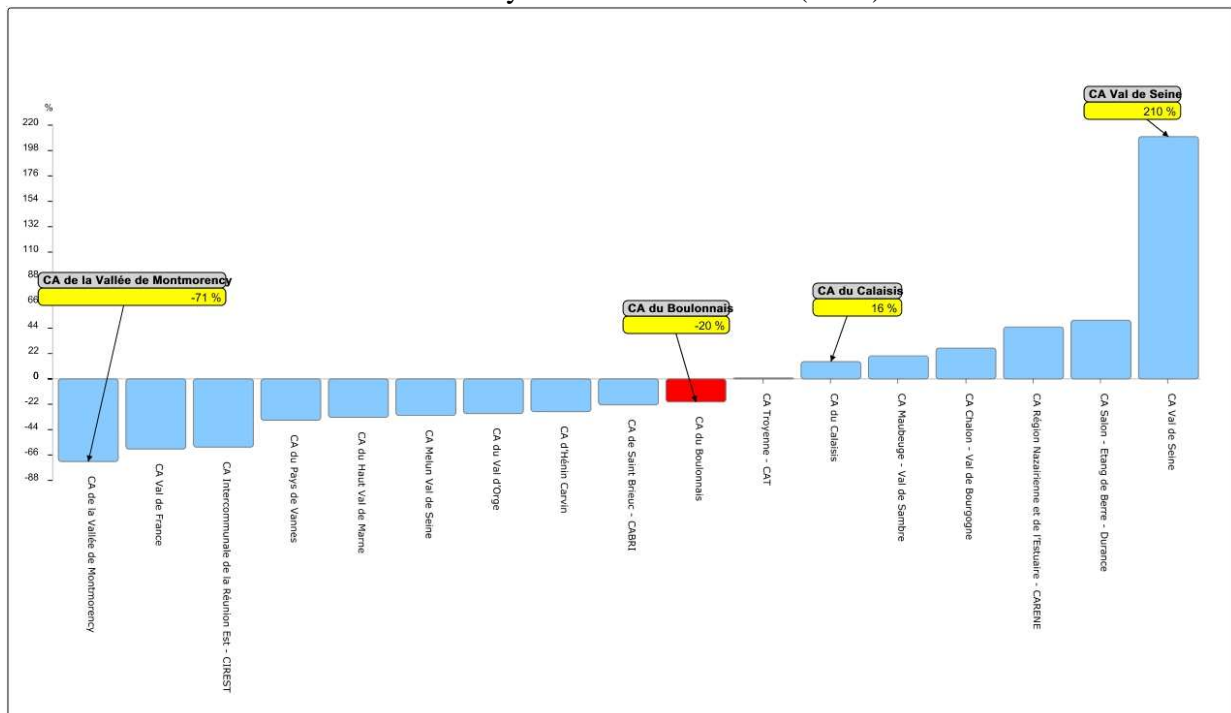 CA Val de Seine
210 %
%
220
198
176
154
132
110
88
66
44
22
0
-22
-44
-66
-88
CA de la Vallée de Montmorency
-71 %
CA du Boulonnais
-20 %
CA du Calaisis
16 %
CA de la Vallée de Montmorency
CA Val de France
CA Intercommunale de la Réunion Est - CIREST
CA du Pays de Vannes
CA du Haut Val de Marne
CA Melun Val de Seine
CA du Val d'Orge
CA d'Hénin Carvin
CA de Saint Brieuc - CABRI
CA du Boulonnais
CA Troyenne - CAT
CA du Calaisis
CA Maubeuge - Val de Sambre
CA Chalon - Val de Bourgogne
CA Région Nazairienne et de l'Estuaire - CARENE
CA Salon - Etang de Berre - Durance
CA Val de Seine